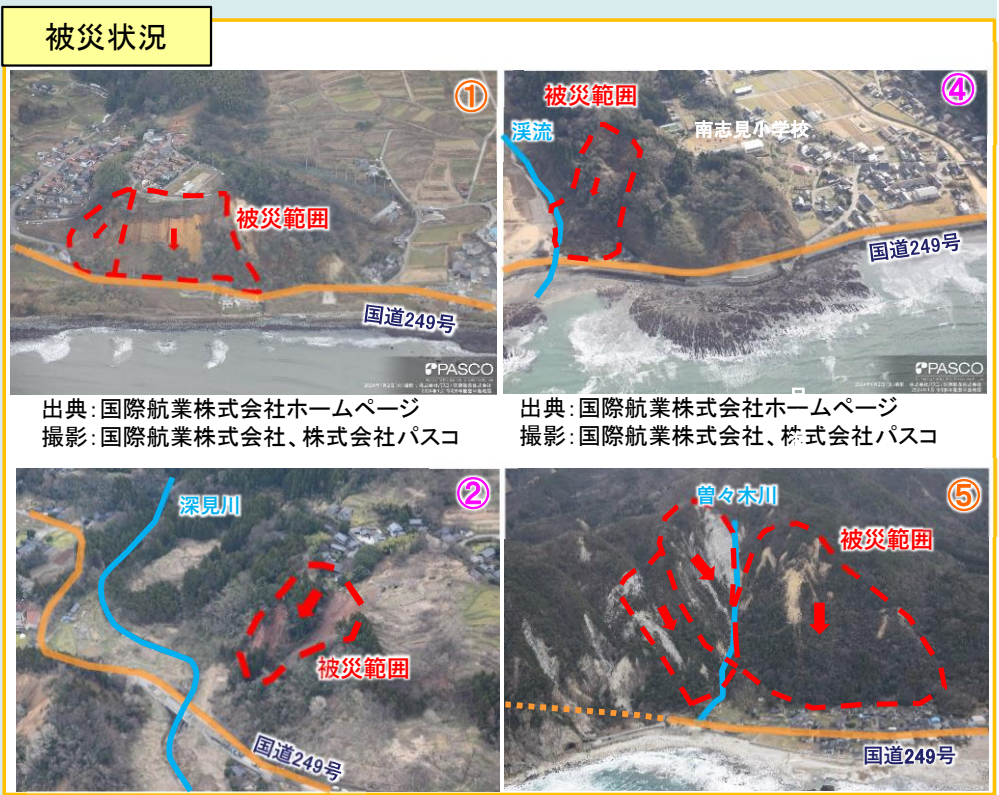 被災状況
①
被災範囲
国道249号
PASCO
出典：国際航業株式会社ホームページ
撮影：国際航業株式会社、株式会社パスコ
④
被災範囲
渓流
南志見小学校
国道249号
PASCO
出典：国際航業株式会社ホームページ
撮影：国際航業株式会社、株式会社パスコ
②
深見川
被災範囲
国道249号
⑤
曽々木川
被災範囲
国道249号